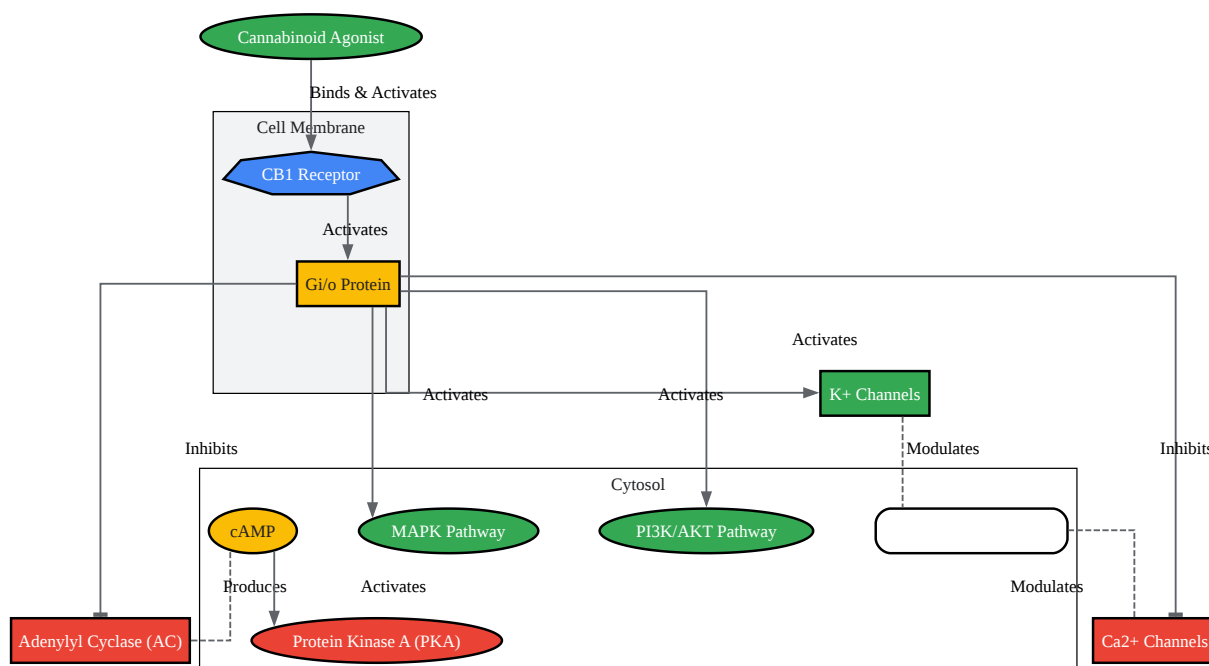 Cannabinoid Agonist
Binds & Activates
Cell Membrane
CB1 Receptor
Activates
Gi/o Protein
Activates
Activates
Activates
K+ Channels
Inhibits
Modulates
Inhibits
Cytosol
cAMP
MAPK Pathway
PI3K/AKT Pathway
Produces
Activates
Modulates
Adenylyl Cyclase (AC)
Protein Kinase A (PKA)
Ca2+ Channels